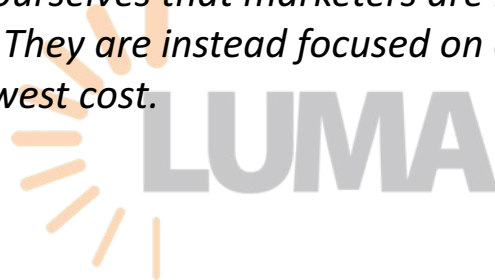 ourselves that marketers are
They are instead focused on
west cost.
LUMA